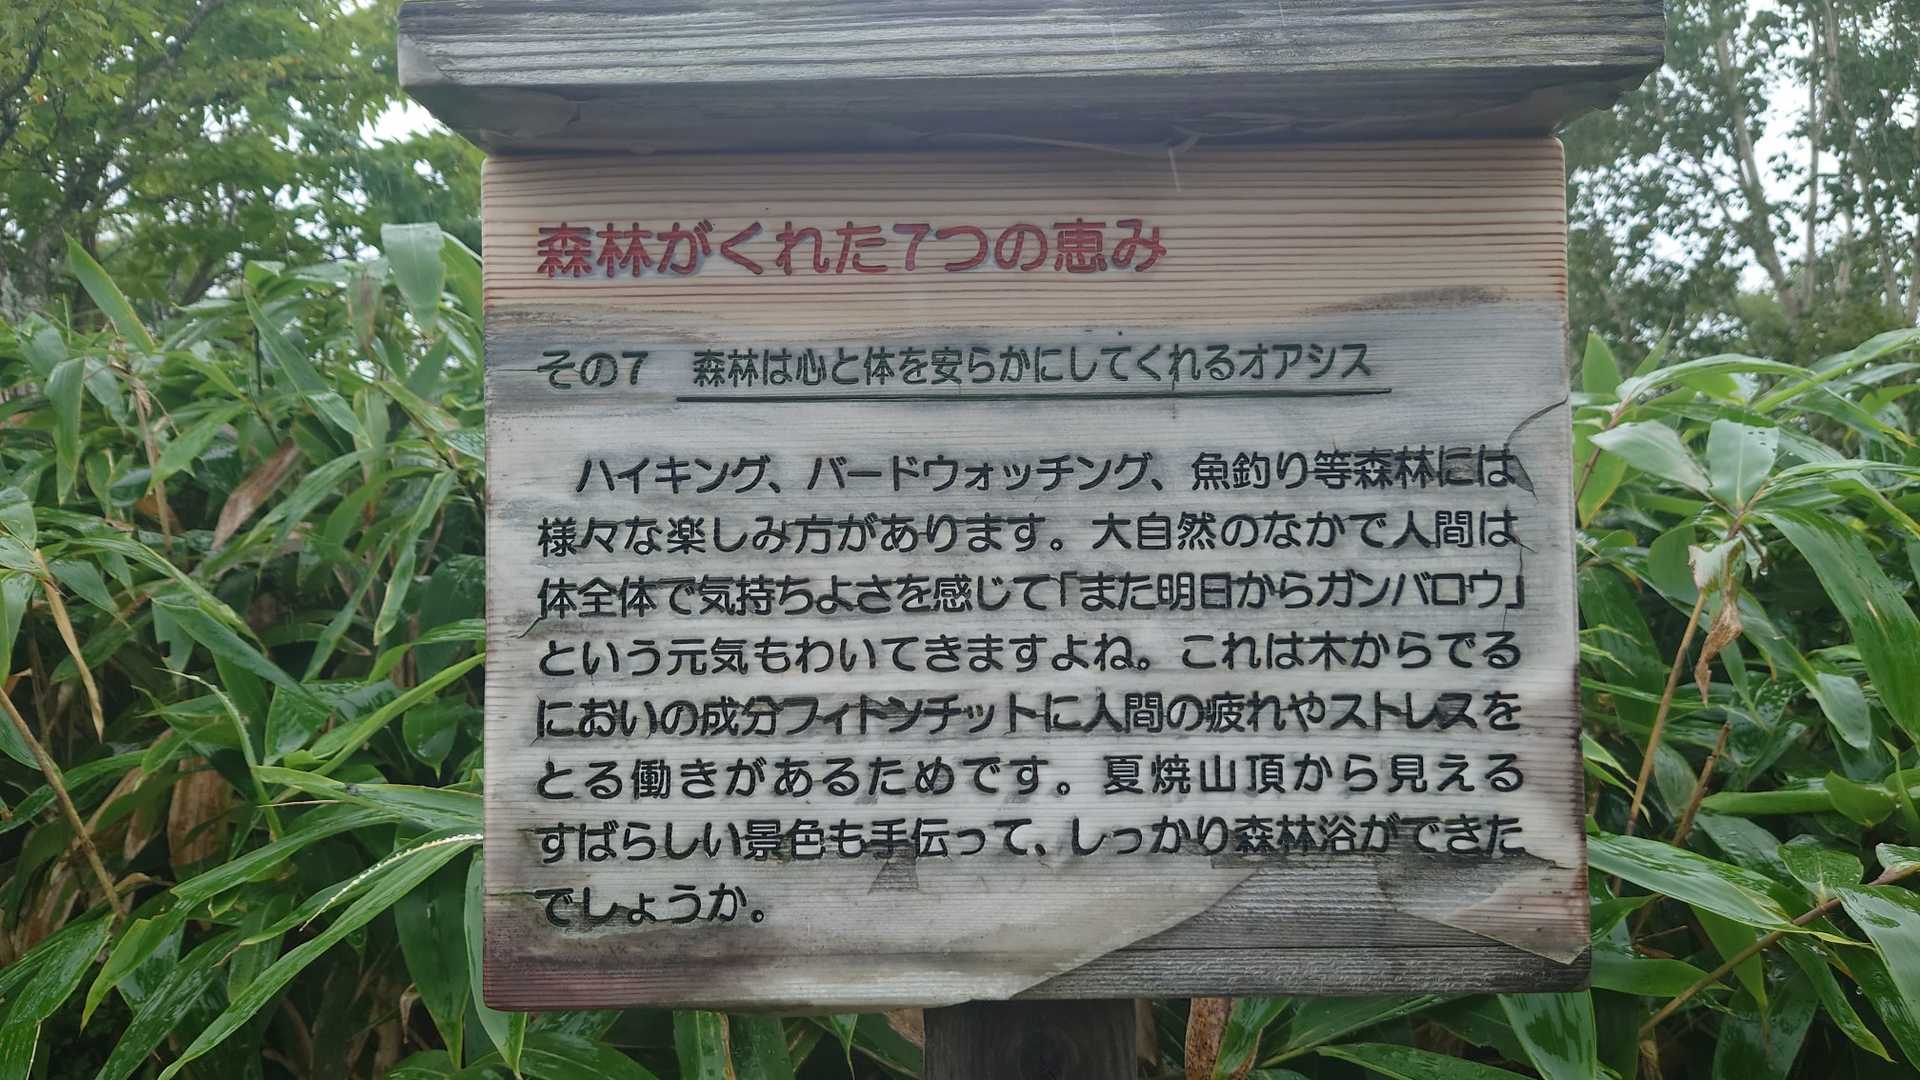 森林がくれた7つの恵み
その7 森林は心と体を安らかにしてくれるオアシス
ハイキング、バードウォッチング、魚釣り等森林には
様々な楽しみ方があります。大自然のなかで人間は
体全体で気持ちよさを感じて「また明日からガンバロウ」
という元気もわいてきますよね。これは木からでる
においの成分フィトンチットに人間の疲れやストレスを
とる働きがあるためです。夏焼山頂から見える
すばらしい景色も手伝って、しっかり森林浴ができた
でしょうか。